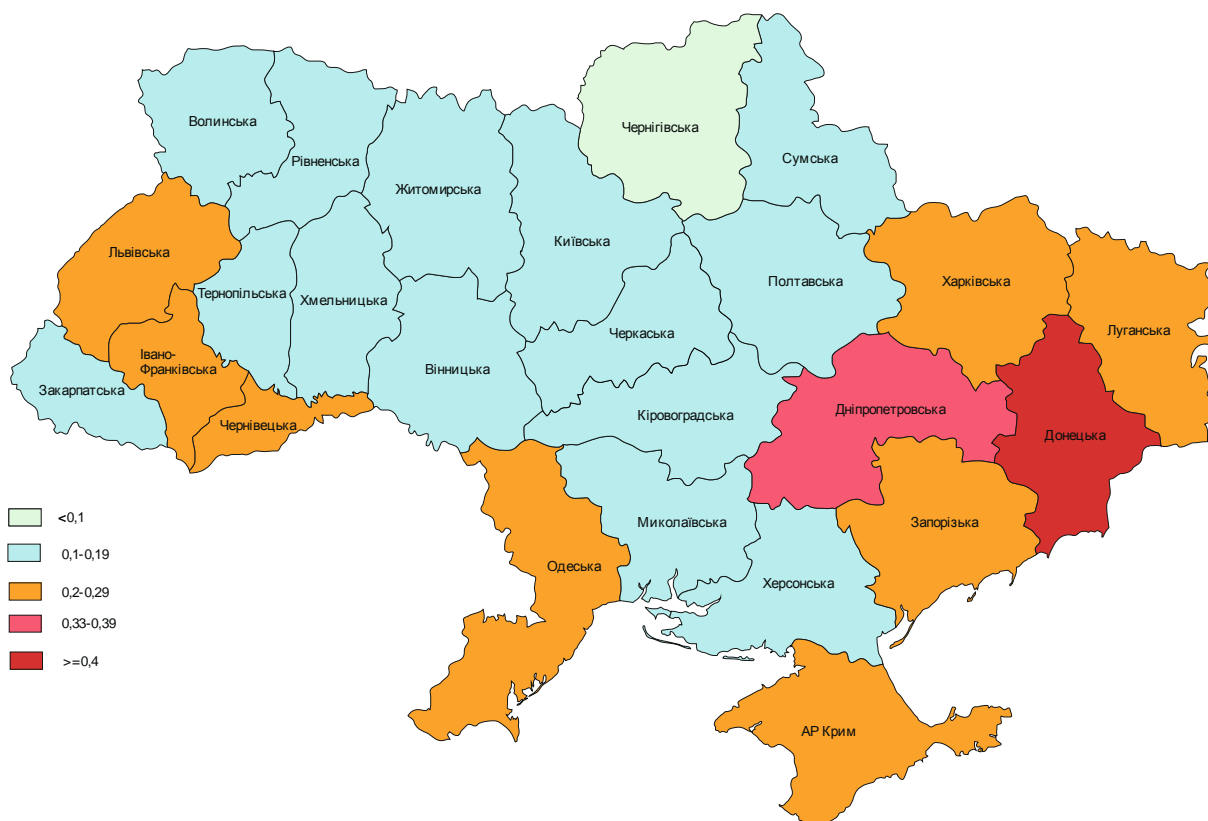 Чернігівська
Волинська
Сумська
Рівненська
Житомирська
Київська
Львівська
Полтавська
Харківська
Тернопільська
Хмельницька
Черкаська
Луганська
Івано-
Франківська
Вінницька
Закарпатська
Кіровоградська
Дніпропетровська
Чернівецька
Донецька
<0,1
Миколаївська
Запорізька
0,1-0,19
Одеська
Херсонська
0,2-0,29
0,33-0,39
>=0,4
АР Крим